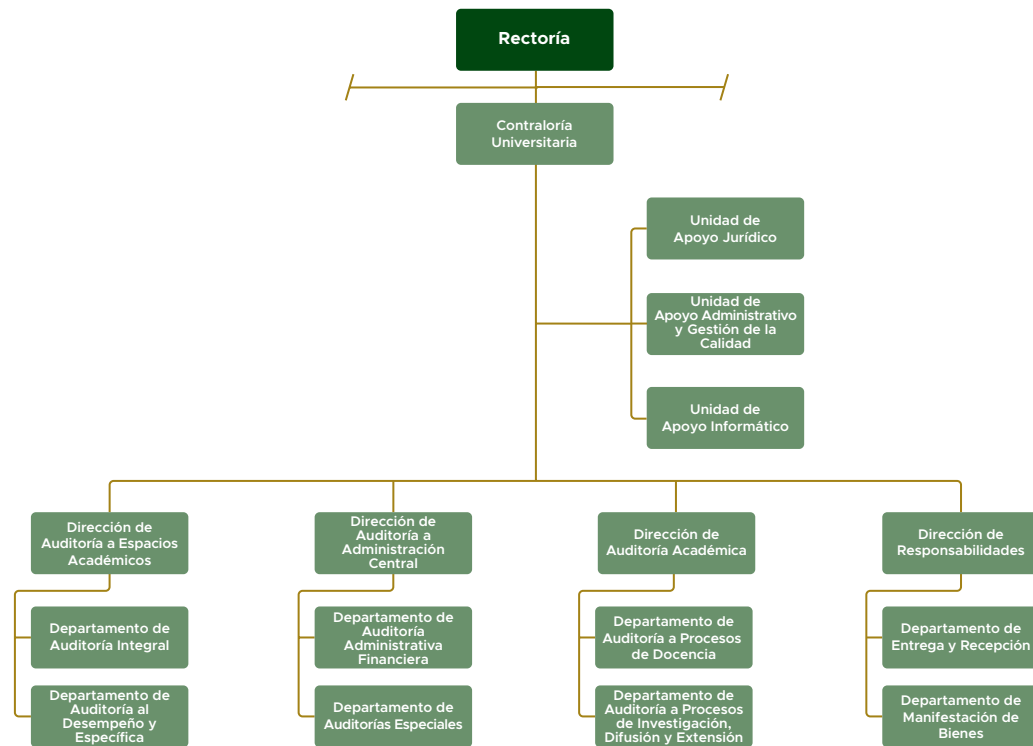 Rectoría
Contraloría
Universitaria
Unidad de
Apoyo Jurídico
Unidad de
Apoyo Administrativo
y Gestión de la
Calidad
Unidad de
Apoyo Informático
Dirección de
Auditoría a Espacios
Académicos
Dirección de
Auditoría a
Administración
Central
Dirección de
Auditoría Académica
Dirección de
Responsabilidades
Departamento de
Auditoría Integral
Departamento de
Auditoría
Administrativa
Financiera
Departamento de
Auditoría a Procesos
de Docencia
Departamento de
Entrega y Recepción
Departamento de
Auditoría al
Desempeño y
Específica
Departamento de
Auditorías Especiales
Departamento de
Auditoría a Procesos
de Investigación,
Difusión y Extensión
Departamento de
Manifestación de
Bienes